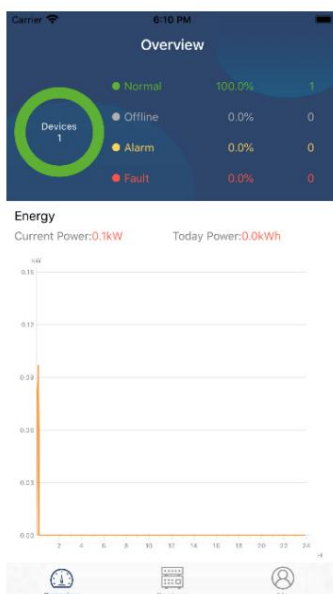 Carrier 6:10 PM
Overview
Devices
1
Normal 100.0% 1
Offline 0.0% 0
Alarm 0.0% 0
Fault 0.0% 0
Energy
Current Power:0.1kW Today Power:0.0kWh
kW
0.15
0.12
0.09
0.06
0.03
0.00
2 4 6 8 10 12 14 16 18 20 22 24
H